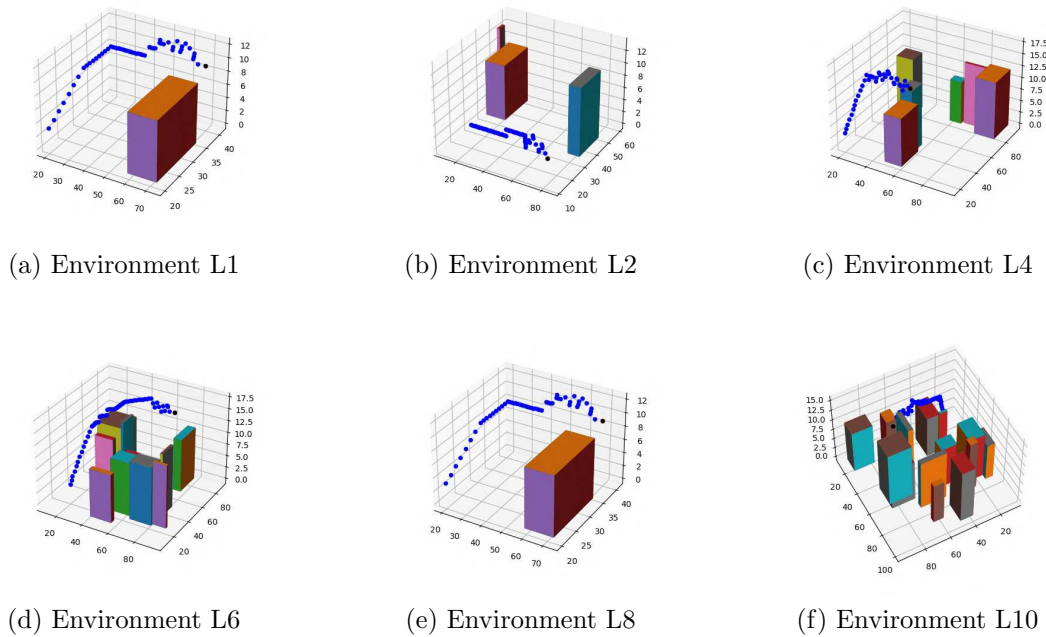 12
10
8
6
4
2
0
20 30 40 50 60 70
20 25 30 35 40
12
10
8
6
4
2
0
20 40 60 80
10 20 30 40 50 60
17.5
15.0
12.5
10.0
7.5
5.0
2.5
0.0
20 40 60 80
20 40 60 80
(a) Environment L1
(b) Environment L2
(c) Environment L4
17.5
15.0
12.5
10.0
7.5
5.0
2.5
0.0
20 40 60 80
20 40 60 80
12
10
8
6
4
2
0
20 30 40 50 60 70
20 25 30 35 40
15.0
12.5
10.0
7.5
5.0
2.5
0.0
20 40 60 80 100
80 60 40 20
(d) Environment L6
(e) Environment L8
(f) Environment L10